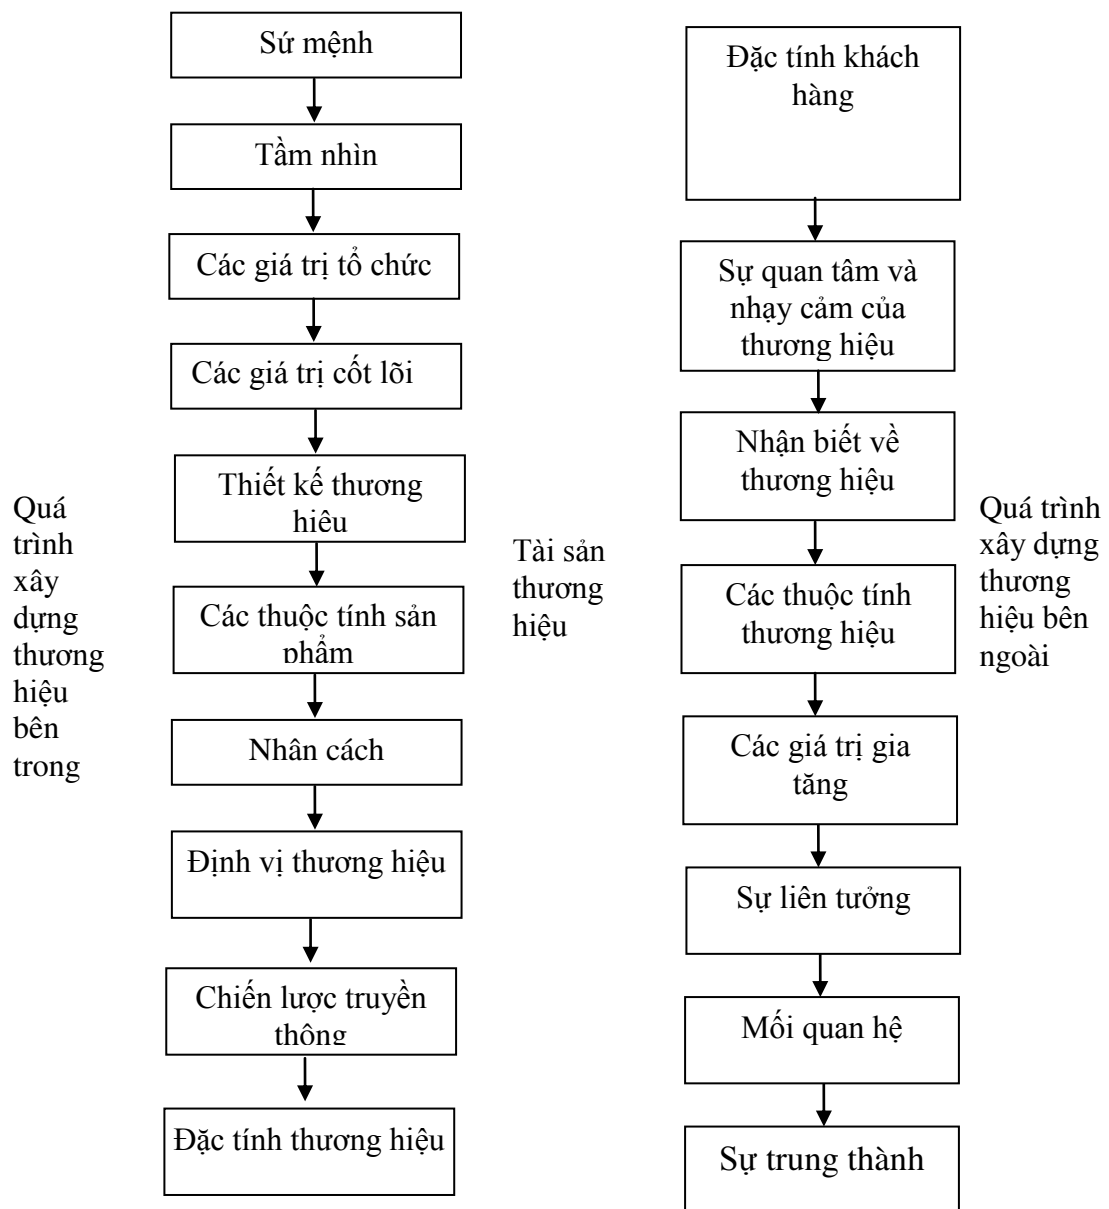 Sứ mệnh
Tầm nhìn
Các giá trị tổ chức
Các giá trị cốt lõi
Thiết kế thương
hiêu
Các thuộc tính sản
phẩm
Nhân cách
Định vị thương hiệu
Chiến lược truyền
thông
Đặc tính thương hiệu
Quá
trình
xây
dựng
thương
hiệu
bên
trong
Tài sản
thương
hiệu
Đặc tính khách
hàng
Sự quan tâm và
nhạy cảm của
thương hiệu
Nhận biết về
thương hiệu
Các thuộc tính
thương hiệu
Các giá trị gia
tăng
Sự liên tưởng
Mối quan hệ
Sự trung thành
Quá trình
xây dựng
thương
hiệu bên
ngoài